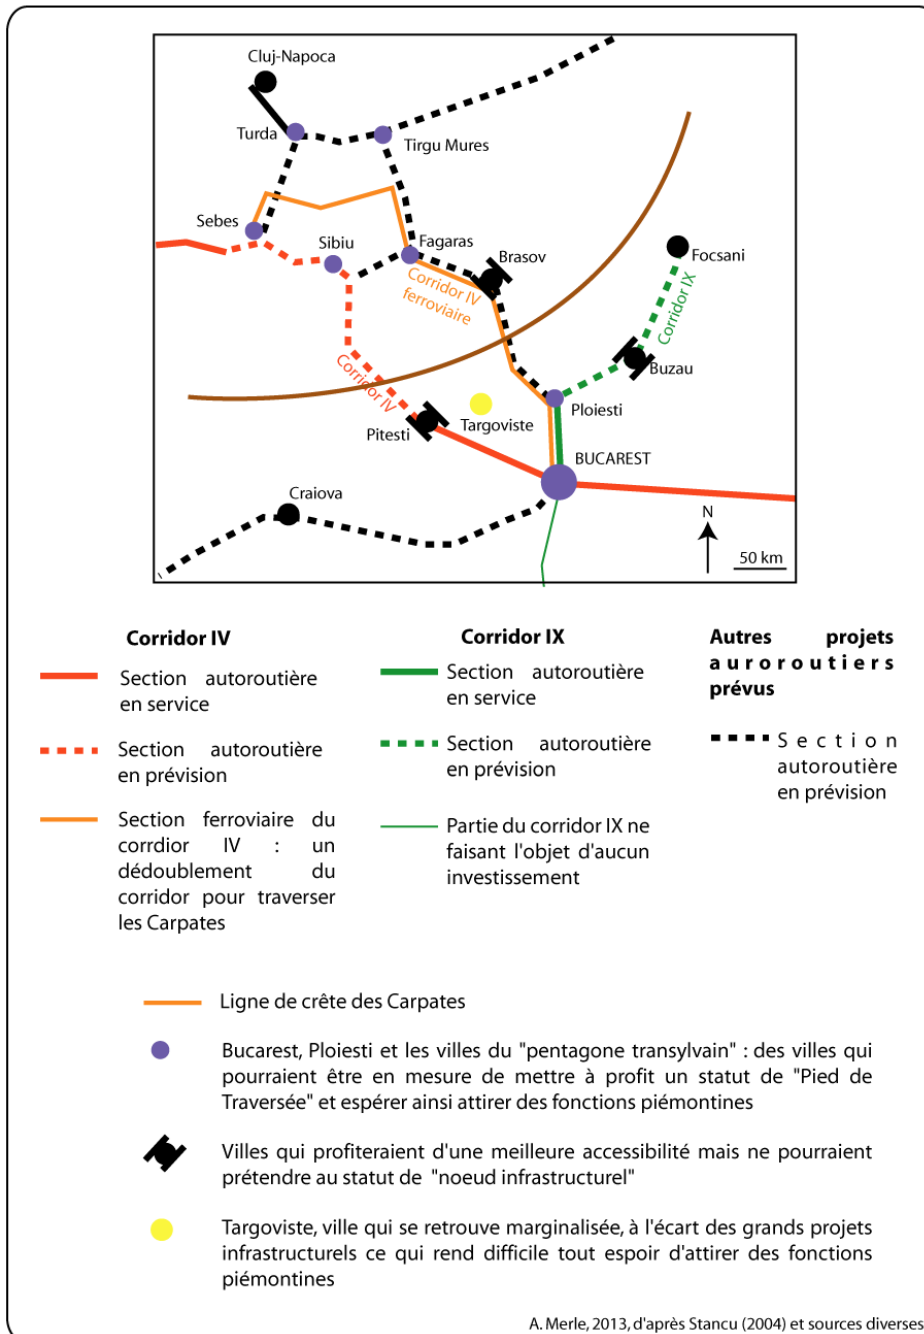 Cluj-Napoca
Turda
Tirgu Mures
Sebes
Sibiu
Fagaras
Brasov
Focsani
Corridor IV
ferroviaire
Corridor IX
Buzau
Corridor IV
Ploiesti
Targoviste
Pitesti
BUCAREST
Craiova
N
50 km
Corridor IV
Section autoroutière
en service
Section autoroutière
en prévision
Section ferroviaire du
corrdior IV : un
dédoublement du
corridor pour traverser
les Carpates
Corridor IX
Section autoroutière
en service
Section autoroutière
en prévision
Partie du corridor IX ne
faisant l'objet d'aucun
investissement
Autres projets
auroroutiers
prévus
Section
autoroutière
en prévision
Ligne de crête des Carpates
Bucarest, Ploiesti et les villes du "pentagone transylvain" : des villes qui
pourraient être en mesure de mettre à profit un statut de "Pied de
Traversée" et espérer ainsi attirer des fonctions piémontines
Villes qui profiteraient d'une meilleure accessibilité mais ne pourraient
prétendre au statut de "noeud infrastructurel"
Targoviste, ville qui se retrouve marginalisée, à l'écart des grands projets
infrastructurels ce qui rend difficile tout espoir d'attirer des fonctions
piémontines
A. Merle, 2013, d'après Stancu (2004) et sources diverses